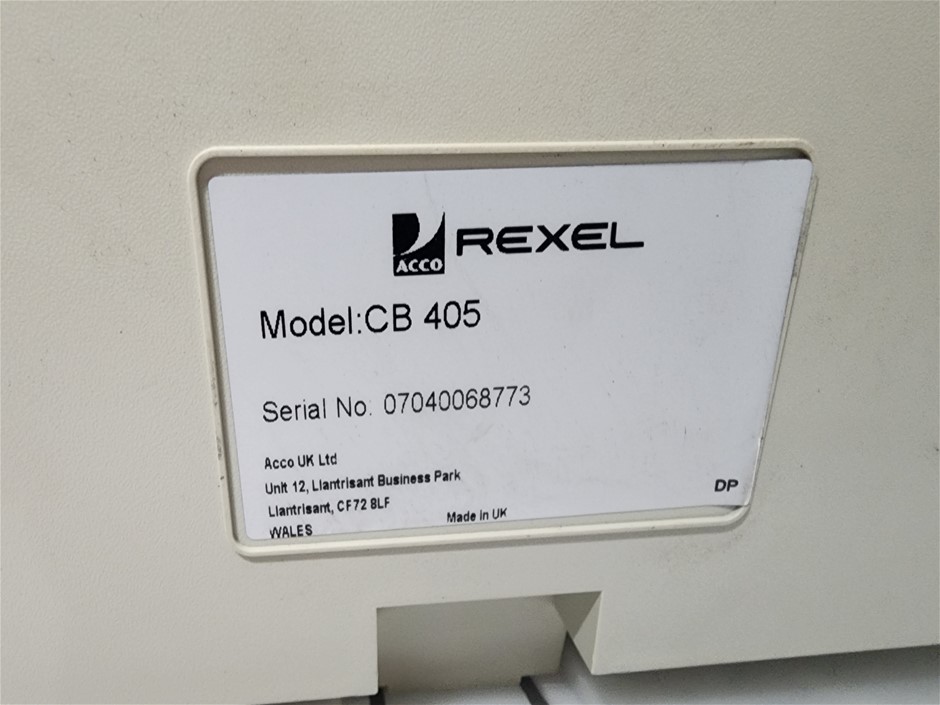 ACCO REXEL
Model:CB 405
Serial No: 07040068773
Acco UK Ltd
Unit 12, Llantrisant Business Park
Llantrisant, CF72 8LF
WALES
Made in UK
DP